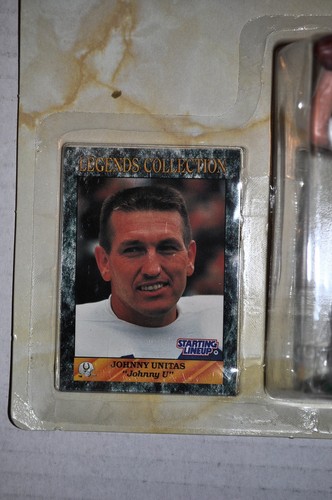 LEGENDS COLLECTION
STARTING
LINEUP
JOHNNY UNITAS
"Johnny U"